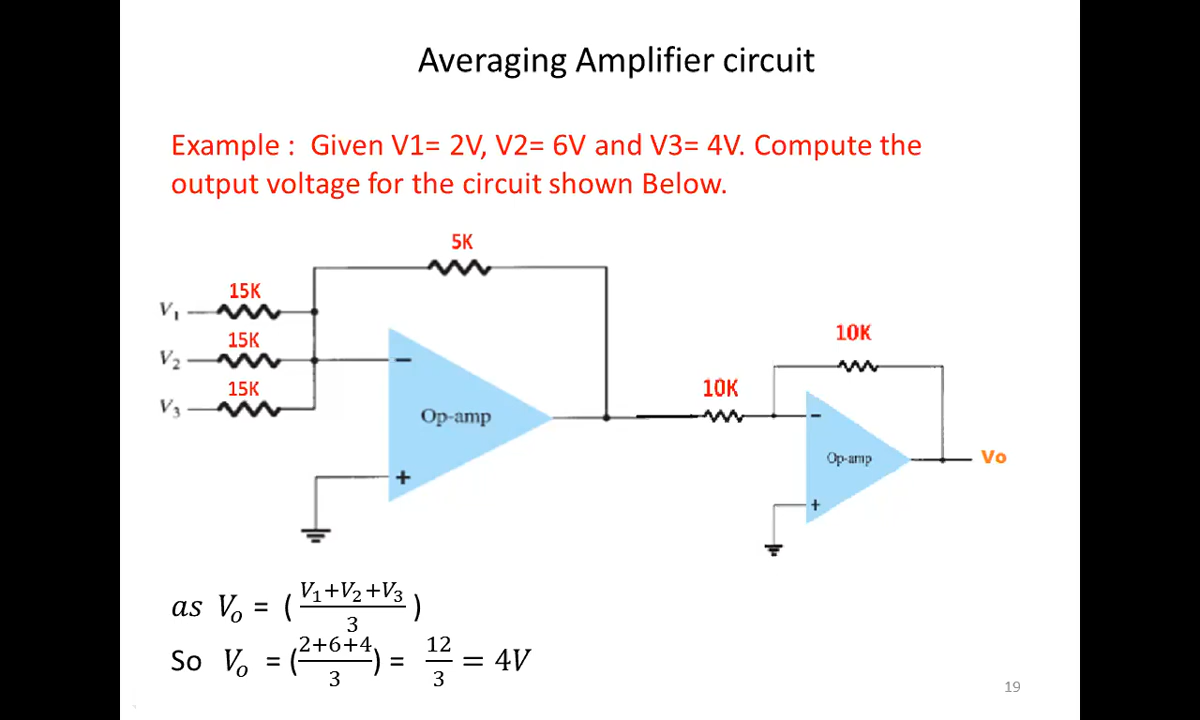 Averaging Amplifier circuit
Example : Given V1= 2V, V2= 6V and V3= 4V. Compute the
output voltage for the circuit shown Below.
5K
15K
V₁
15K
V₂
15K
V₃
−
Op-amp
+
10K
10K
−
Op-amp
+
Vo
as Vₒ = ( (V₁+V₂+V₃)/3 )
So Vₒ = ((2+6+4)/3) = 12/3 = 4V
19